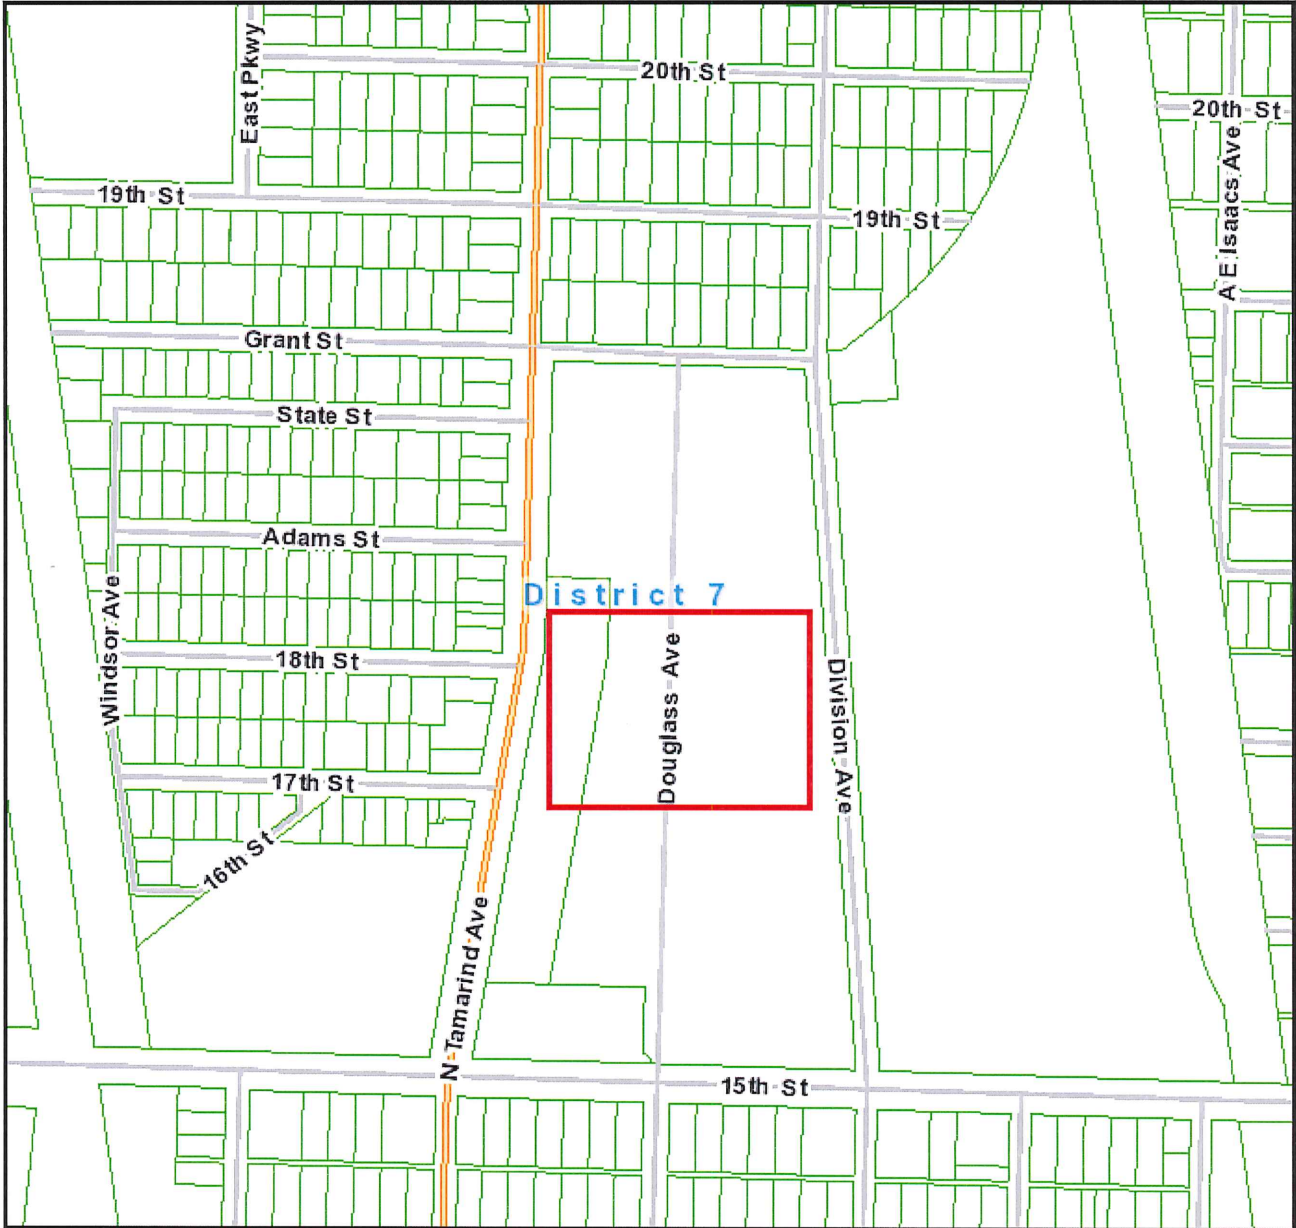 East Pkwy
20th St
20th St
A E Isaacs Ave
19th St
19th St
Grant St
State St
Adams St
District 7
Windsor Ave
18th St
Douglass Ave
Division Ave
17th St
16th St
N Tamarind Ave
15th St